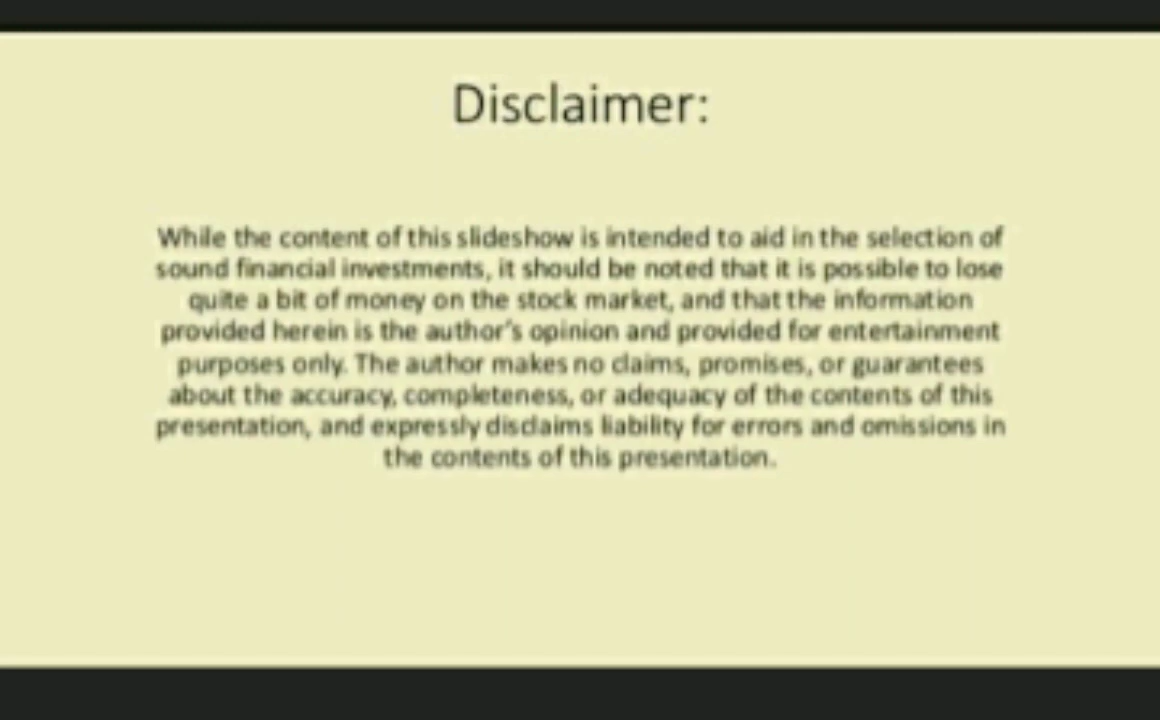 Disclaimer:
While the content of this slideshow is intended to aid in the selection of
sound financial investments, it should be noted that it is possible to lose
quite a bit of money on the stock market, and that the information
provided herein is the author's opinion and provided for entertainment
purposes only. The author makes no claims, promises, or guarantees
about the accuracy, completeness, or adequacy of the contents of this
presentation, and expressly disclaims liability for errors and omissions in
the contents of this presentation.